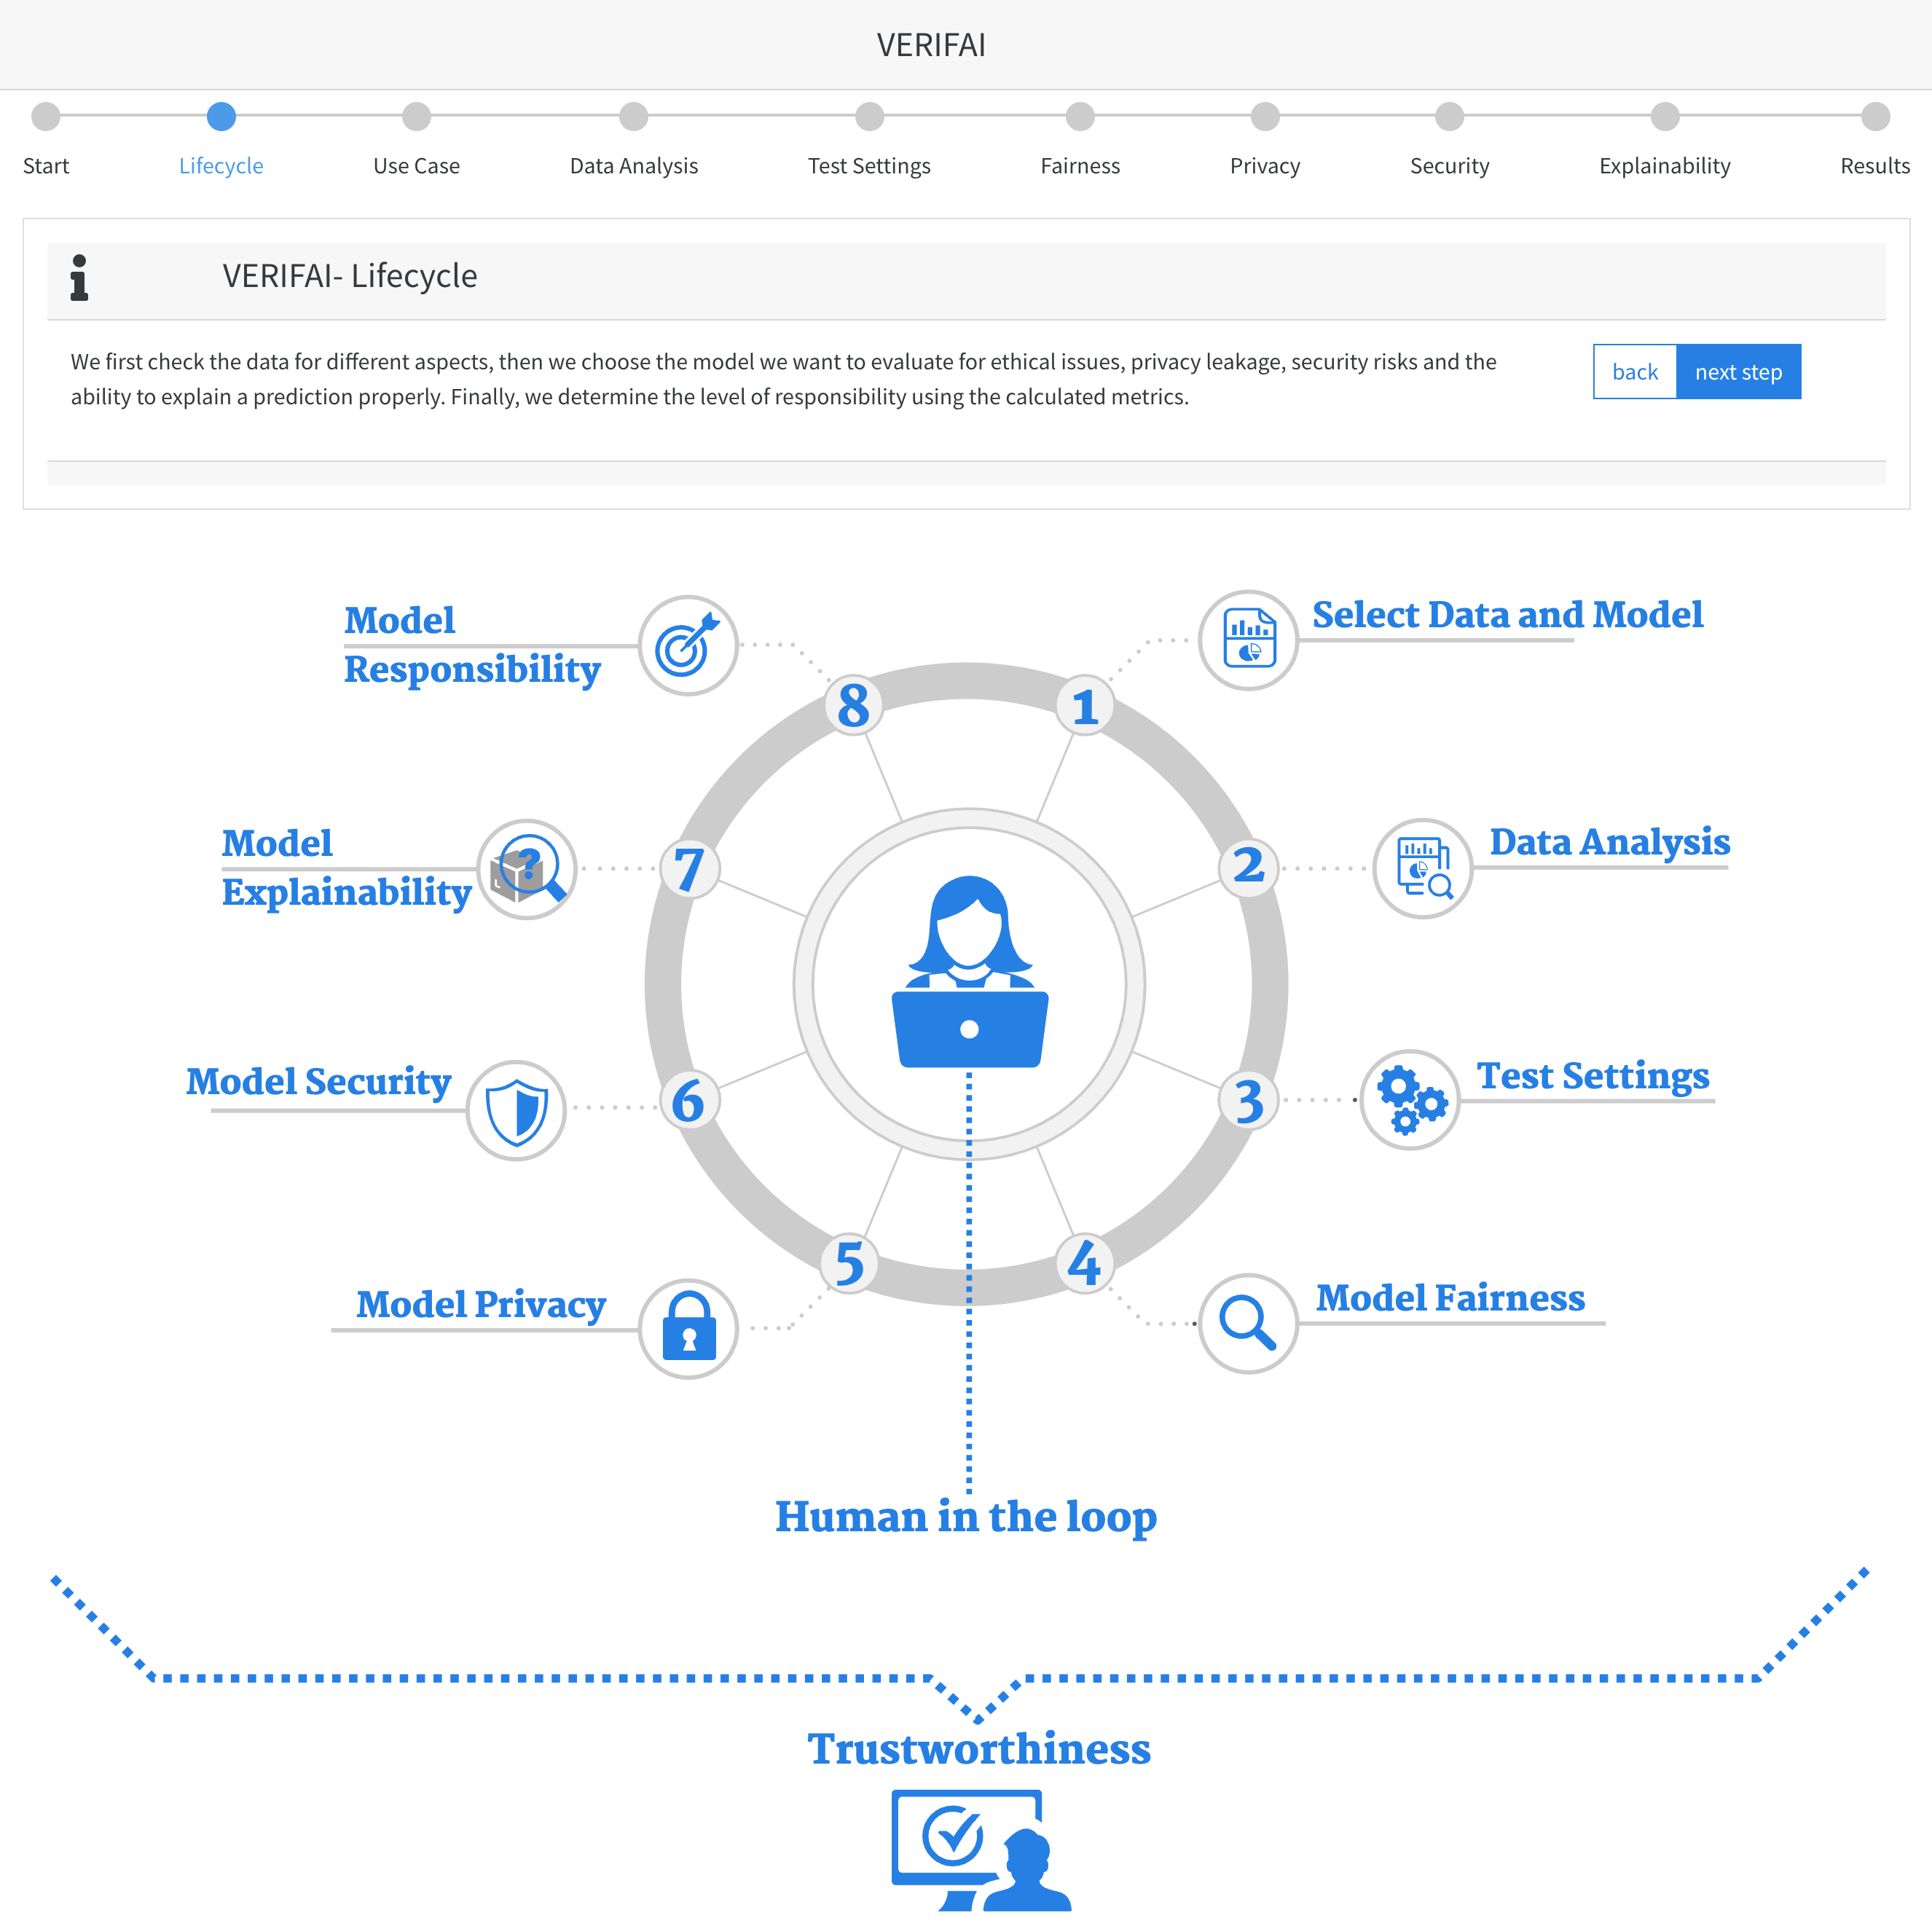 VERIFAI
Start
Lifecycle
Use Case
Data Analysis
Test Settings
Fairness
Privacy
Security
Explainability
Results
VERIFAI- Lifecycle
We first check the data for different aspects, then we choose the model we want to evaluate for ethical issues, privacy leakage, security risks and the
ability to explain a prediction properly. Finally, we determine the level of responsibility using the calculated metrics.
back
next step
Model
Responsibility
Select Data and Model
8
1
Model
Explainability
?
7
2
Data Analysis
Model Security
6
3
Test Settings
Model Privacy
5
4
Model Fairness
Human in the loop
Trustworthiness